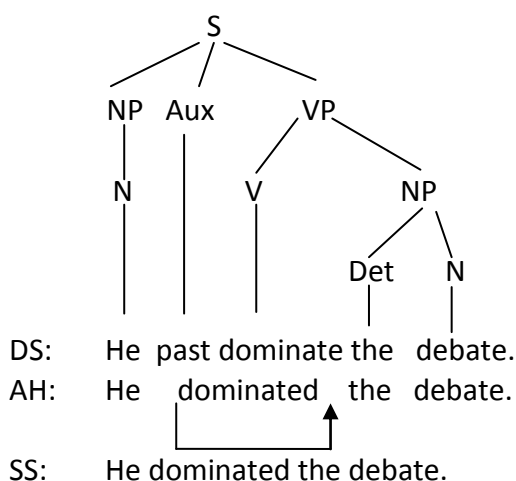 S
NP Aux VP
N V NP
Det N
DS: He past dominate the debate.
AH: He dominated the debate.
SS: He dominated the debate.